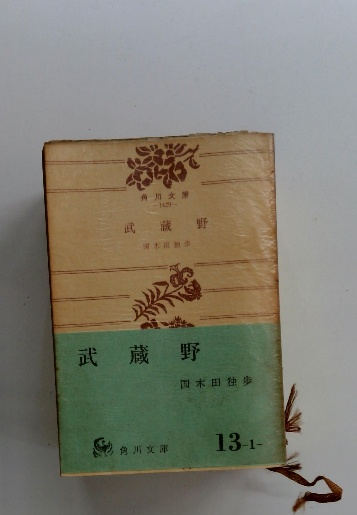 角川文庫
—1429—
武蔵野
国木田独歩
武蔵野
国木田独歩
角川文庫
13-1-